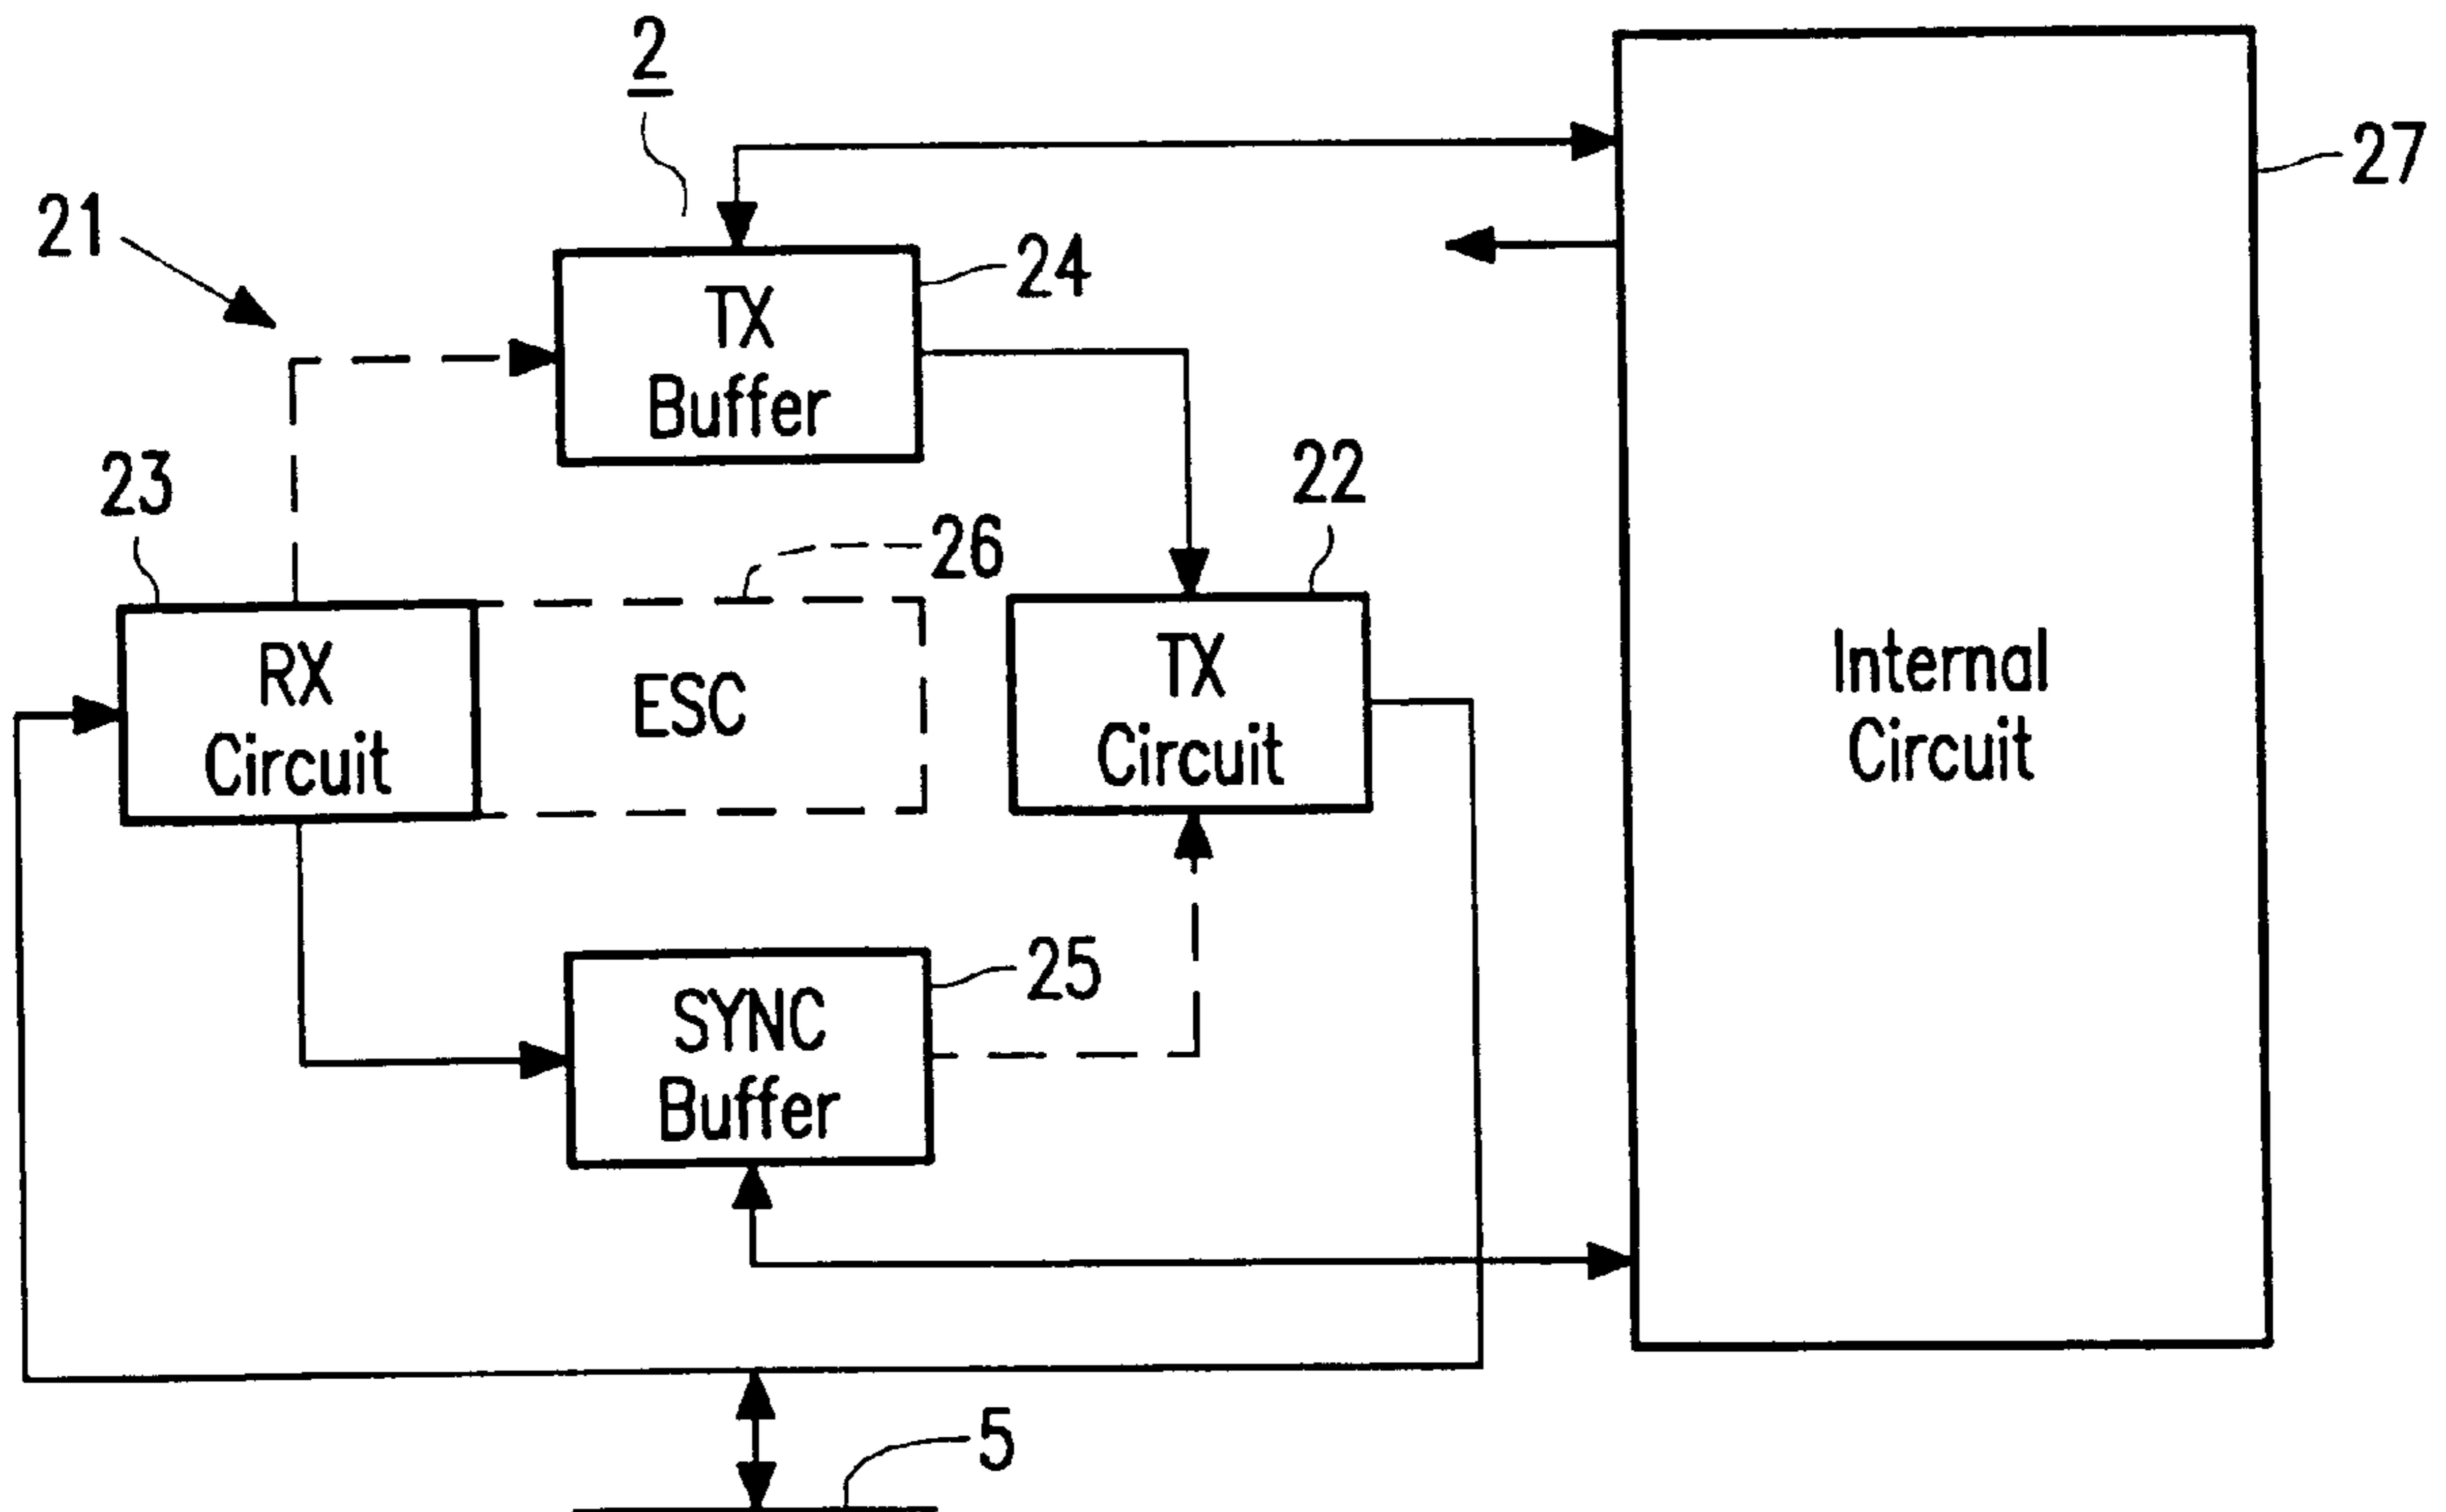 2
27
21
24
TX
Buffer
23
22
26
RX
Circuit
ESC
TX
Circuit
Internal
Circuit
25
SYNC
Buffer
5